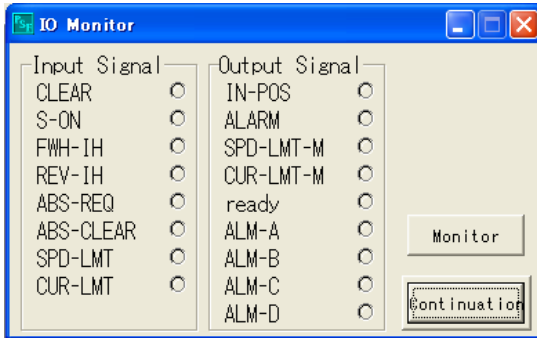 PSF IO Monitor
Input Signal
CLEAR
S-ON
FWH-IH
REV-IH
ABS-REQ
ABS-CLEAR
SPD-LMT
CUR-LMT
Output Signal
IN-POS
ALARM
SPD-LMT-M
CUR-LMT-M
ready
ALM-A
ALM-B
ALM-C
ALM-D
Monitor
Continuation